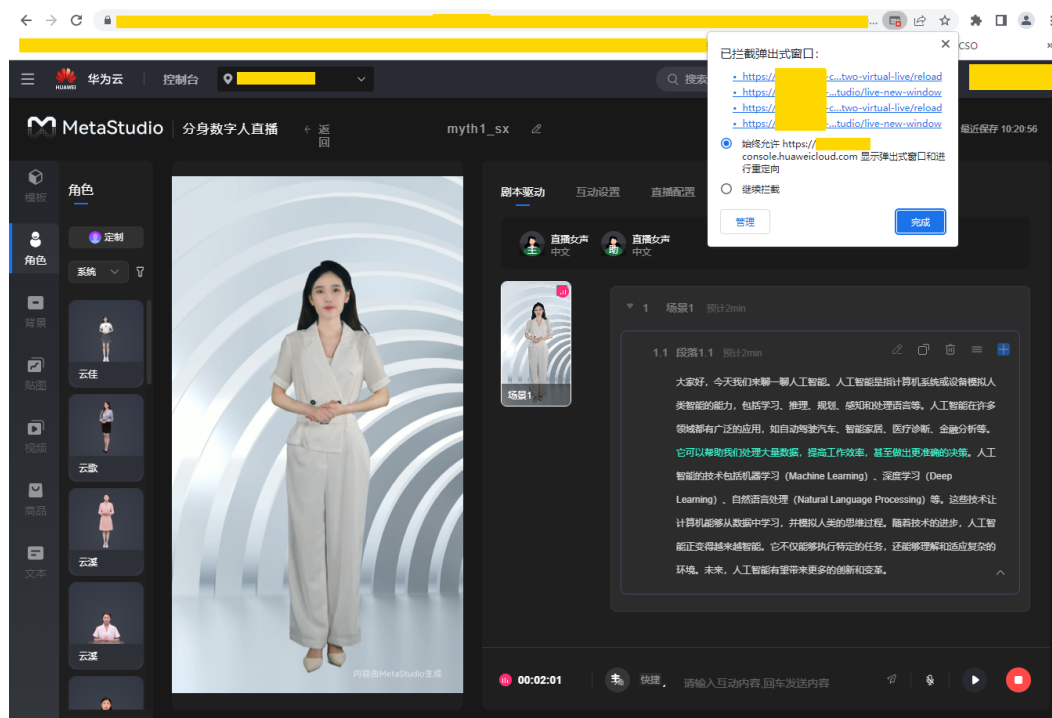 ...
CSO
»
已拦截弹出式窗口：
• https://
-c...two-virtual-live/reload
• https://
...tudio/live-new-window
• https://
-c...two-virtual-live/reload
• https://
...tudio/live-new-window
始终允许 https://
console.huaweicloud.com 显示弹出式窗口和进
行重定向
继续拦截
管理
完成
HUAWEI
华为云
控制台
搜索
MetaStudio
分身数字人直播
← 返
回
myth1_sx
最近保存 10:20:56
模板
角色
背景
贴图
视频
商品
文本
角色
定制
系统
云佳
云歌
云溪
云溪
内容由MetaStudio生成
剧本驱动
互动设置
直播配置
主
直播女声
中文
助
直播女声
中文
场景1
1 场景1 预计2min
1.1 段落1.1 预计2min
大家好，今天我们来聊一聊人工智能。人工智能是指计算机系统或设备模拟人
类智能的能力，包括学习、推理、规划、感知和处理语言等。人工智能在许多
领域都有广泛的应用，如自动驾驶汽车、智能家居、医疗诊断、金融分析等。
它可以帮助我们处理大量数据，提高工作效率，甚至做出更准确的决策。人工
智能的技术包括机器学习（Machine Learning）、深度学习（Deep
Learning）、自然语言处理（Natural Language Processing）等。这些技术让
计算机能够从数据中学习，并模拟人类的思维过程。随着技术的进步，人工智
能正变得越来越智能。它不仅能够执行特定的任务，还能够理解和适应复杂的
环境。未来，人工智能有望带来更多的创新和变革。
00:02:01
快捷
请输入互动内容,回车发送内容